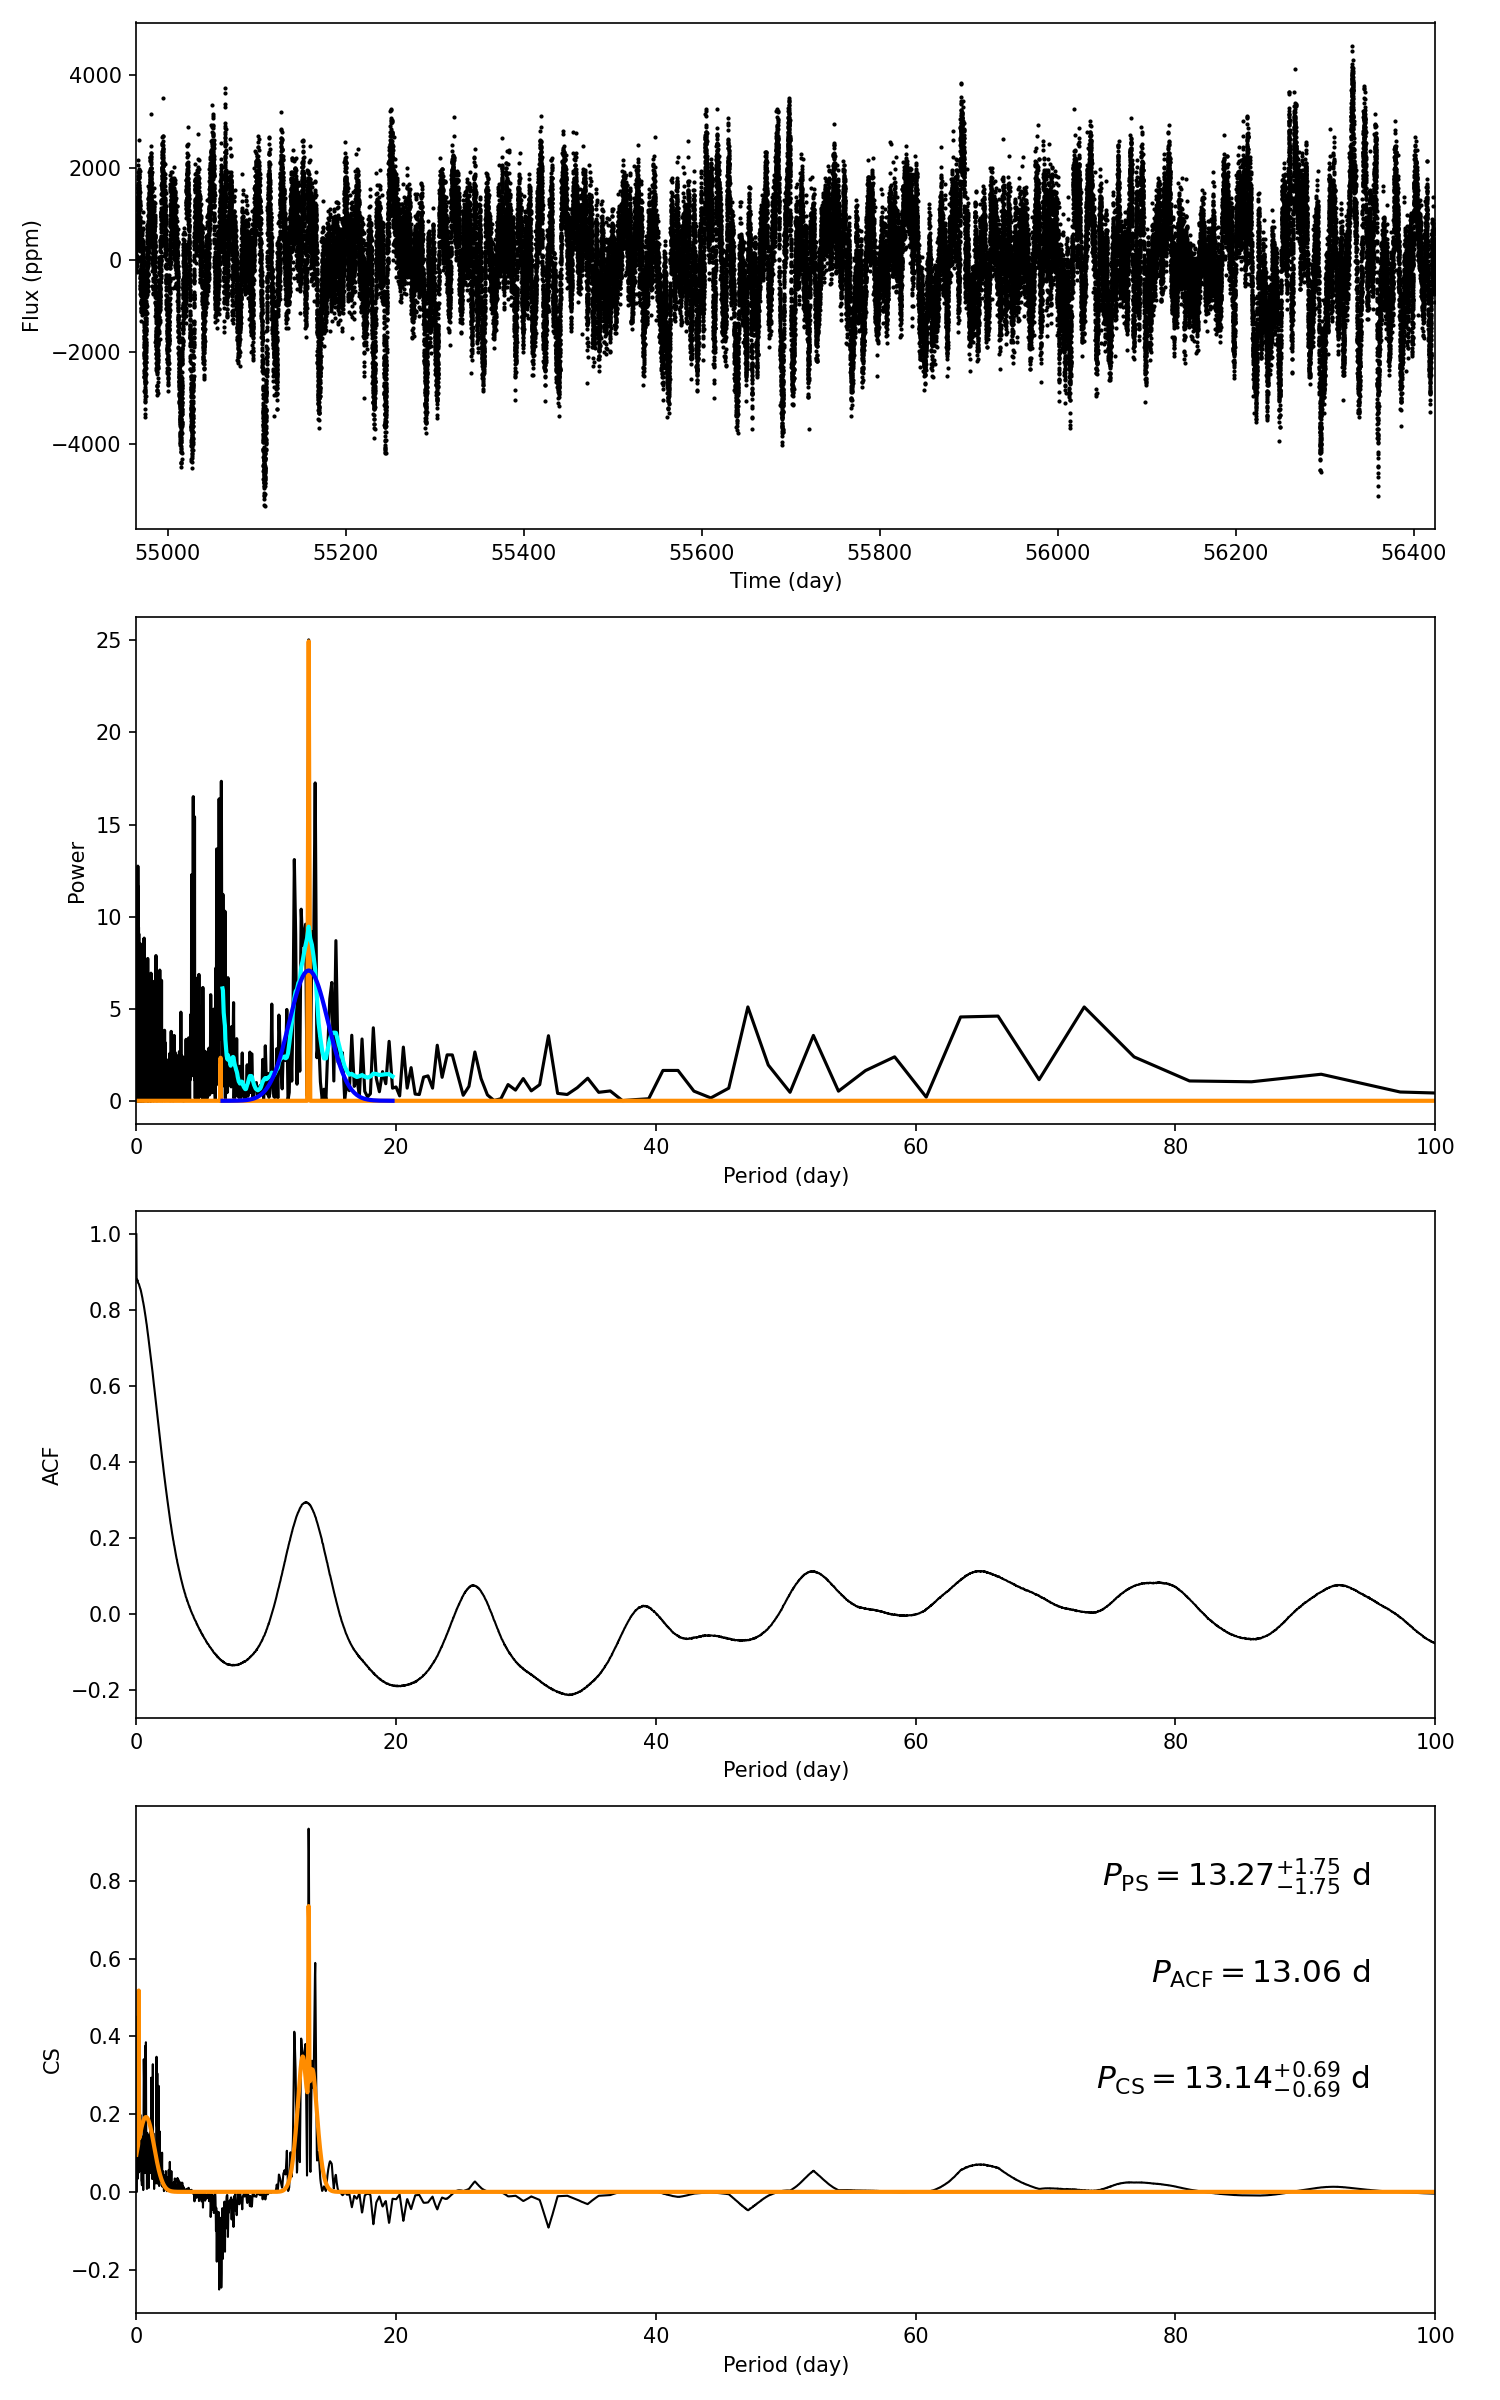 4000
2000
0
−2000
−4000
Flux (ppm)
55000 55200 55400 55600 55800 56000 56200 56400
Time (day)
25
20
15
10
5
0
Power
0 20 40 60 80 100
Period (day)
1.0
0.8
0.6
0.4
0.2
0.0
−0.2
ACF
0 20 40 60 80 100
Period (day)
0.8
0.6
0.4
0.2
0.0
−0.2
CS
P_PS = 13.27 +1.75 −1.75 d
P_ACF = 13.06 d
P_CS = 13.14 +0.69 −0.69 d
0 20 40 60 80 100
Period (day)